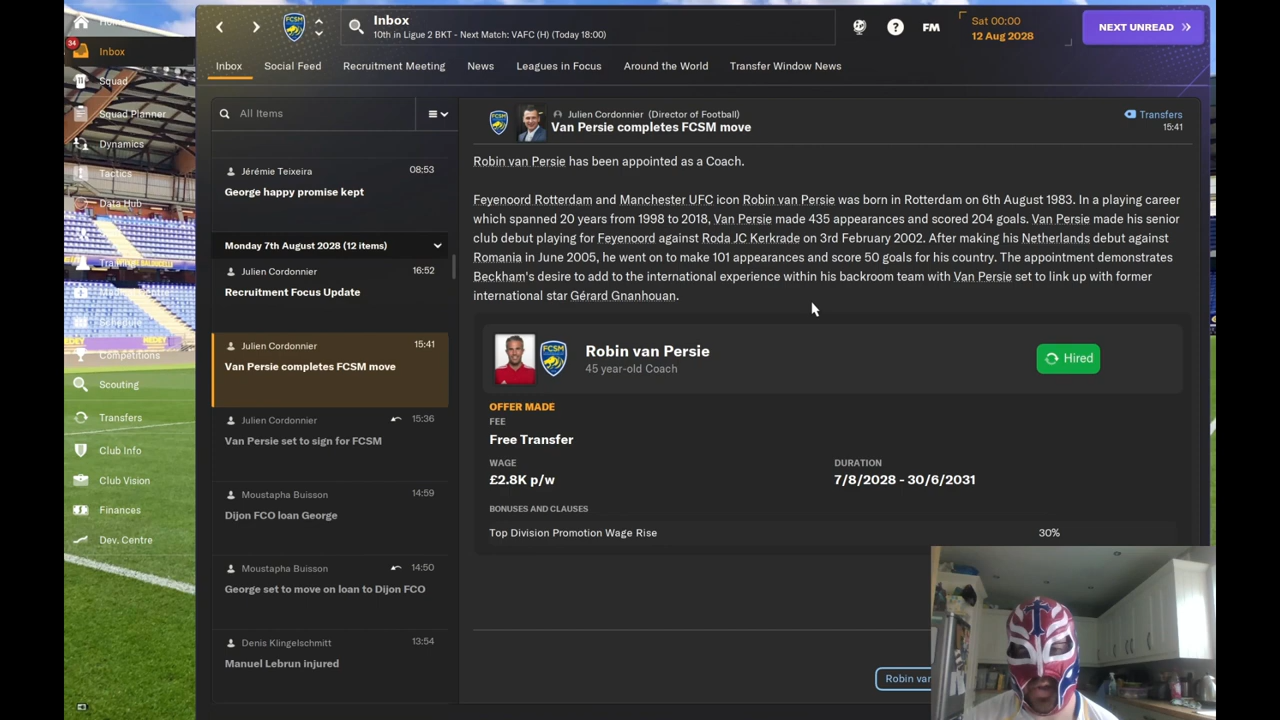 Home
34
Inbox
Squad
Squad Planner
Dynamics
Tactics
Data Hub
Competitions
Scouting
Transfers
Club Info
Club Vision
Finances
Dev. Centre
FCSM
Inbox
10th in Ligue 2 BKT - Next Match: VAFC (H) (Today 18:00)
?
FM
Sat 00:00
12 Aug 2028
NEXT UNREAD
Inbox
Social Feed
Recruitment Meeting
News
Leagues in Focus
Around the World
Transfer Window News
All Items
Jérémie Teixeira
08:53
George happy promise kept
Monday 7th August 2028 (12 items)
Julien Cordonnier
16:52
Recruitment Focus Update
Julien Cordonnier
15:41
Van Persie completes FCSM move
Julien Cordonnier
15:36
Van Persie set to sign for FCSM
Moustapha Buisson
14:59
Dijon FCO loan George
Moustapha Buisson
14:50
George set to move on loan to Dijon FCO
Denis Klingelschmitt
13:54
Manuel Lebrun injured
Julien Cordonnier (Director of Football)
Van Persie completes FCSM move
Transfers
15:41
Robin van Persie has been appointed as a Coach.
Feyenoord Rotterdam and Manchester UFC icon Robin van Persie was born in Rotterdam on 6th August 1983. In a playing career
which spanned 20 years from 1998 to 2018, Van Persie made 435 appearances and scored 204 goals. Van Persie made his senior
club debut playing for Feyenoord against Roda JC Kerkrade on 3rd February 2002. After making his Netherlands debut against
Romania in June 2005, he went on to make 101 appearances and score 50 goals for his country. The appointment demonstrates
Beckham's desire to add to the international experience within his backroom team with Van Persie set to link up with former
international star Gérard Gnanhouan.
Robin van Persie
45 year-old Coach
Hired
OFFER MADE
FEE
Free Transfer
WAGE
£2.8K p/w
DURATION
7/8/2028 - 30/6/2031
BONUSES AND CLAUSES
Top Division Promotion Wage Rise
30%
Robin van